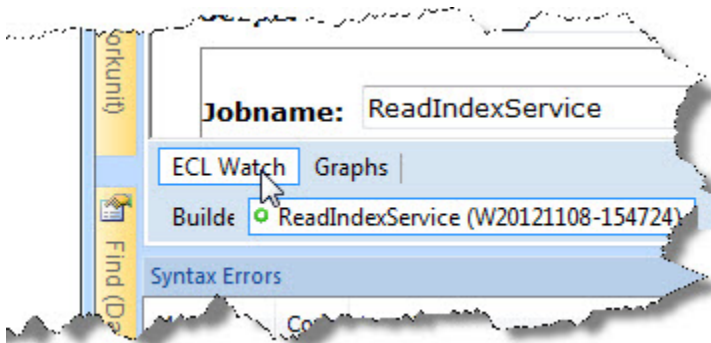 orkunit)
Jobname: ReadIndexService
ECL Watch Graphs
Builde ReadIndexService (W20121108-154724)
Find (Da
Syntax Errors
Co